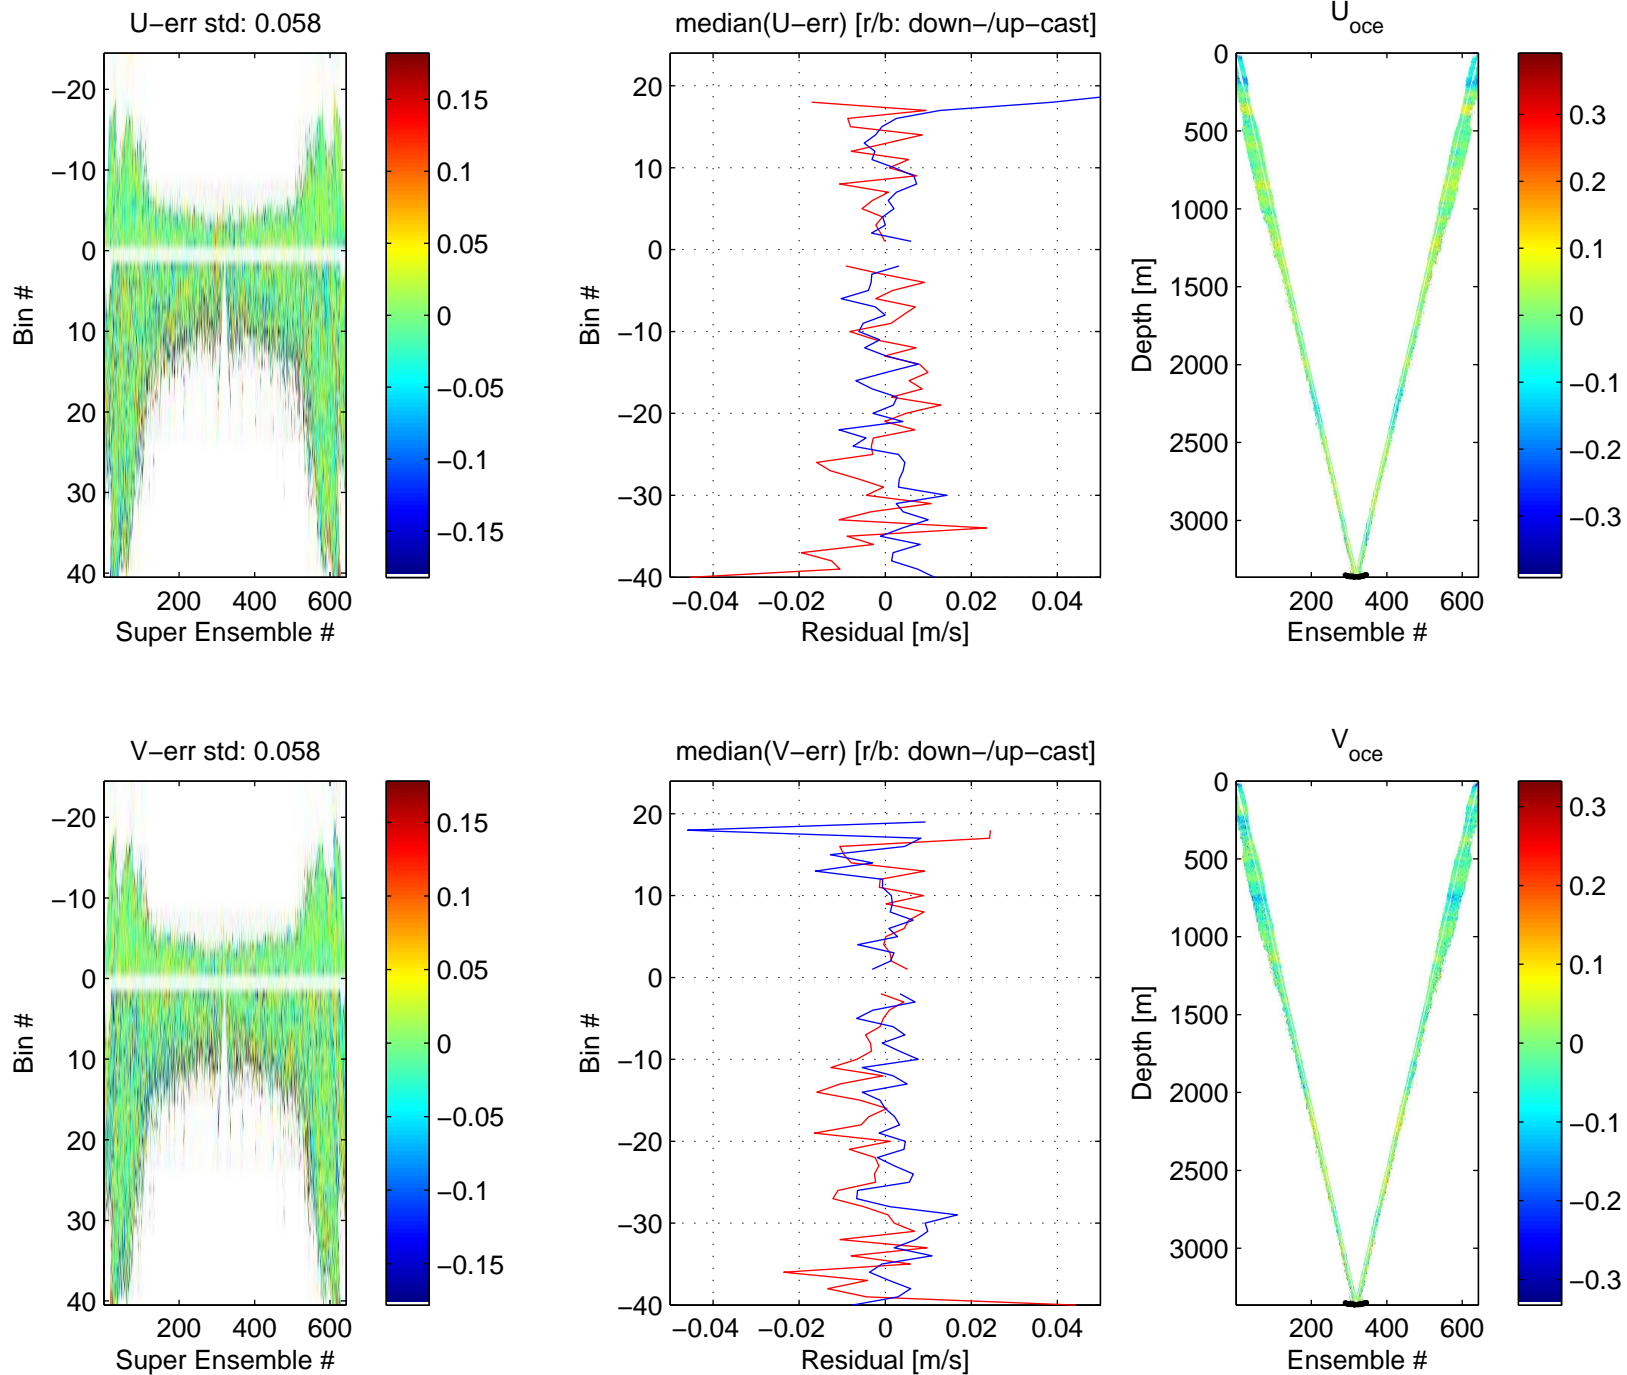 U−err std: 0.058
−20
−10
0
10
20
30
40
Bin #
200 400 600
Super Ensemble #
0.15
0.1
0.05
0
−0.05
−0.1
−0.15
median(U−err) [r/b: down−/up−cast]
20
10
0
−10
−20
−30
−40
Bin #
−0.04 −0.02 0 0.02 0.04
Residual [m/s]
U_oce
0
500
1000
1500
2000
2500
3000
Depth [m]
200 400 600
Ensemble #
0.3
0.2
0.1
0
−0.1
−0.2
−0.3
V−err std: 0.058
−20
−10
0
10
20
30
40
Bin #
200 400 600
Super Ensemble #
0.15
0.1
0.05
0
−0.05
−0.1
−0.15
median(V−err) [r/b: down−/up−cast]
20
10
0
−10
−20
−30
−40
Bin #
−0.04 −0.02 0 0.02 0.04
Residual [m/s]
V_oce
0
500
1000
1500
2000
2500
3000
Depth [m]
200 400 600
Ensemble #
0.3
0.2
0.1
0
−0.1
−0.2
−0.3